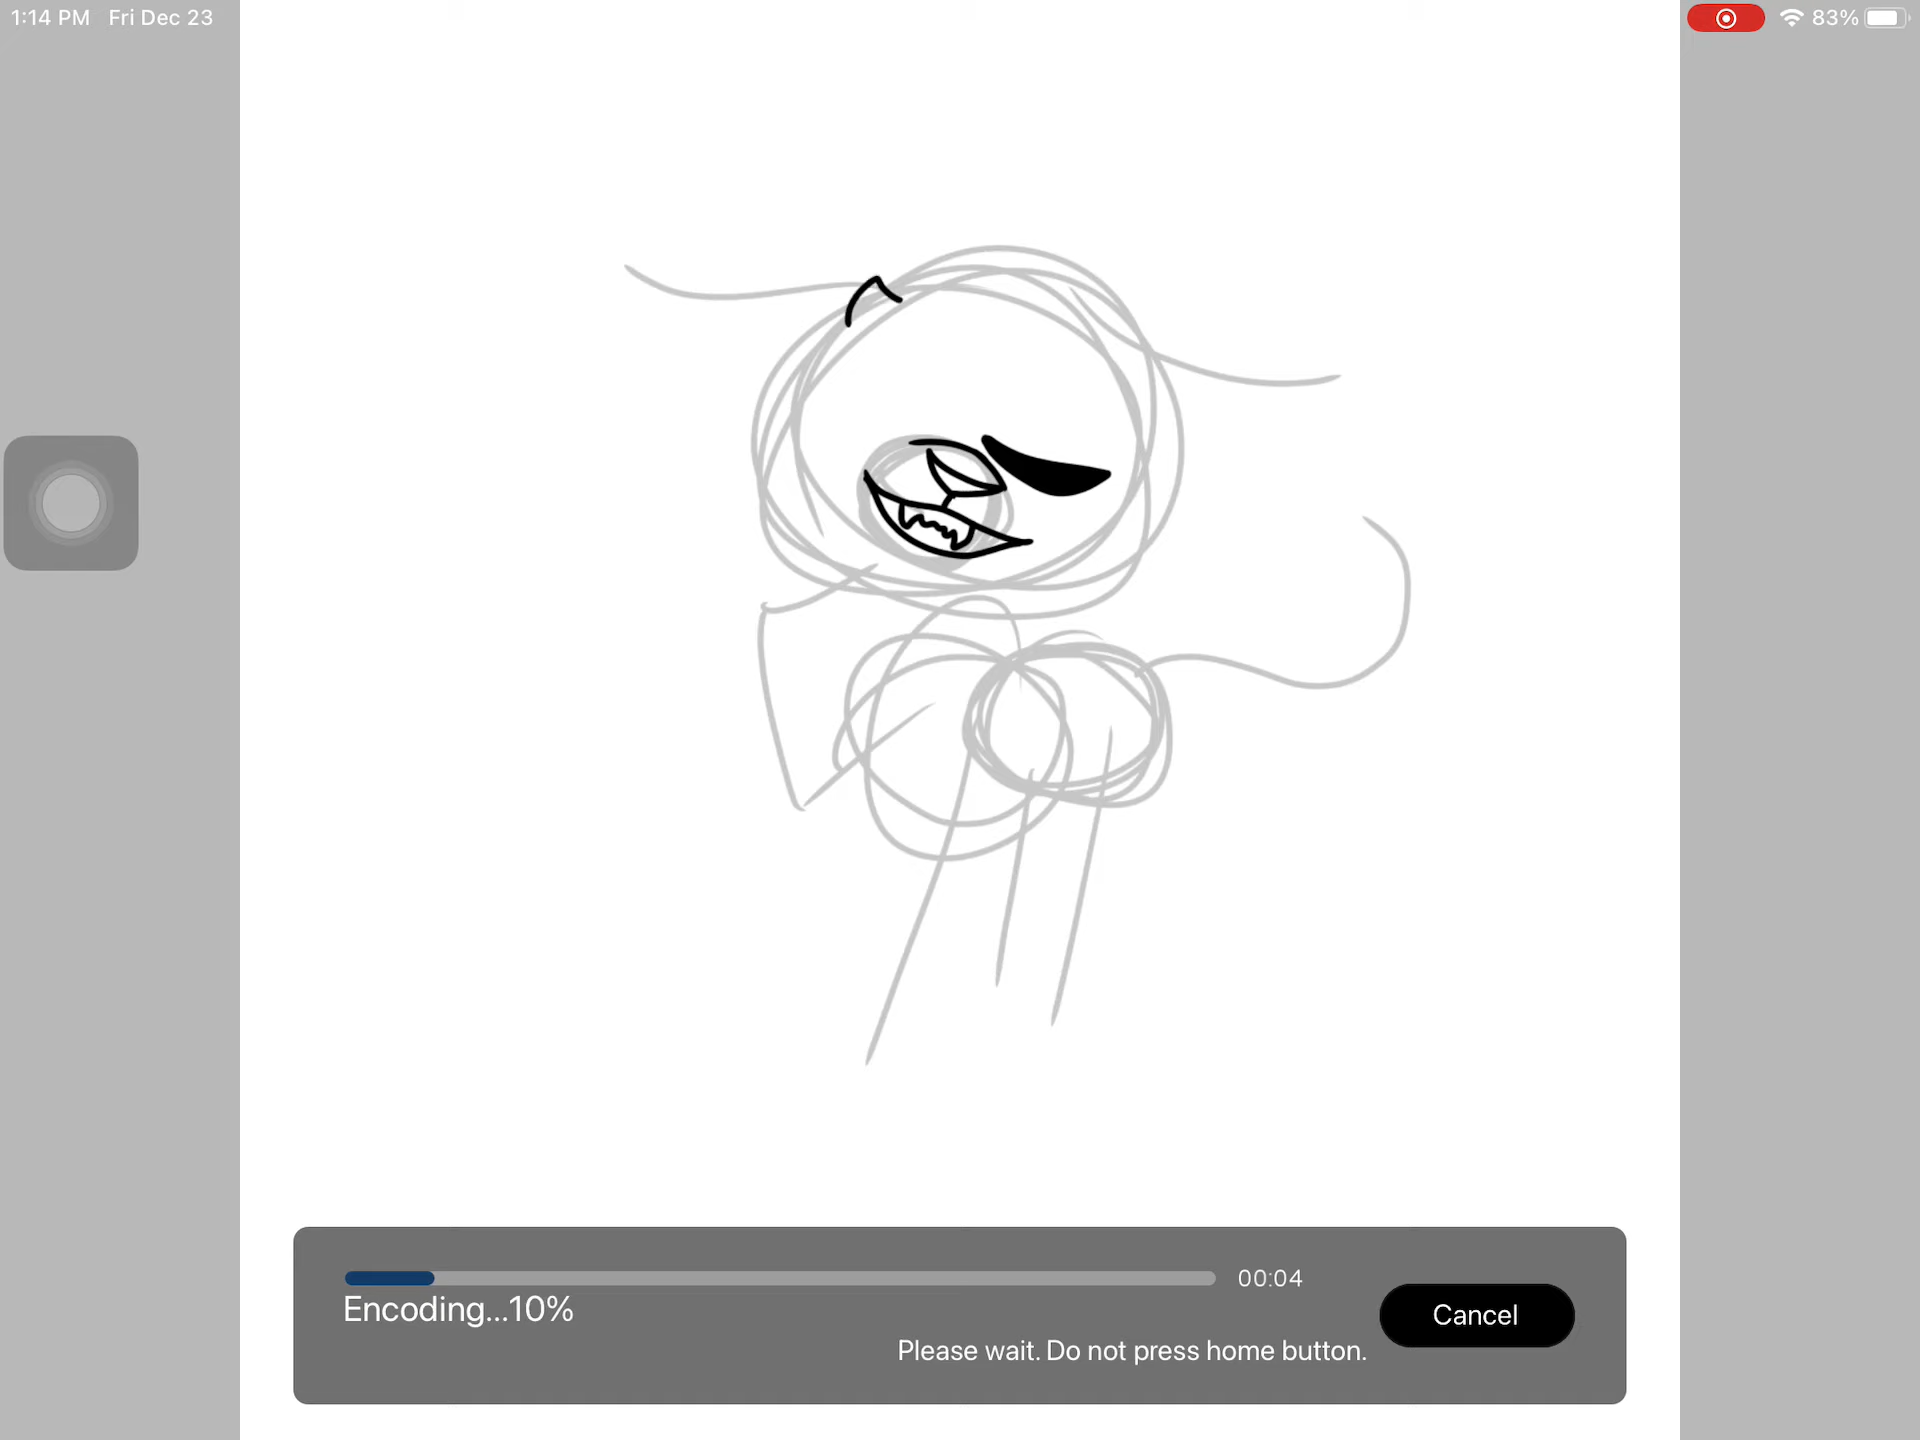 1:14 PM Fri Dec 23
83%
00:04
Encoding...10%
Cancel
Please wait. Do not press home button.